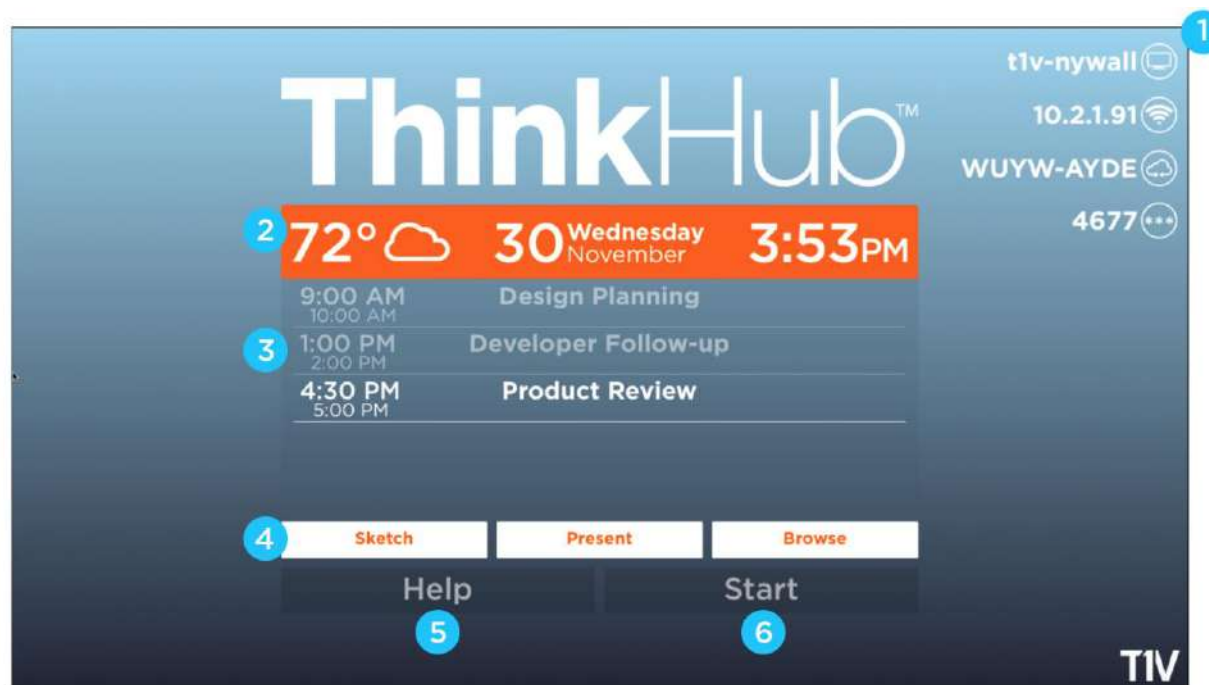 1
t1v-nywall
10.2.1.91
WUYW-AYDE
4677
ThinkHub™
2
72° 30 Wednesday November 3:53PM
9:00 AM Design Planning
10:00 AM
3
1:00 PM Developer Follow-up
2:00 PM
4:30 PM Product Review
5:00 PM
4
Sketch Present Browse
Help Start
5 6
T1V